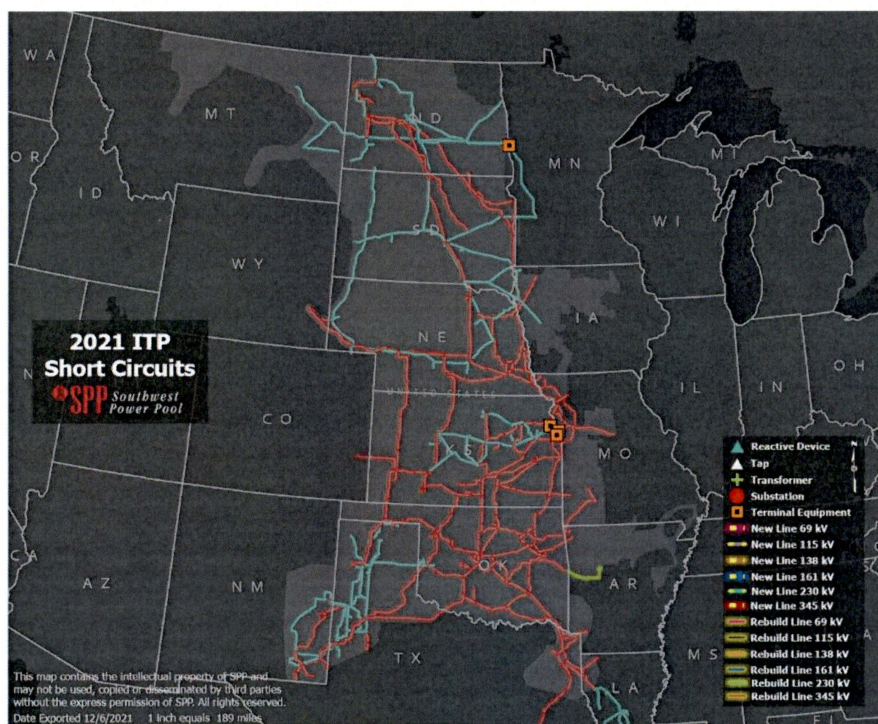 WA
OR
ID
MT
ND
MN
MI
WI
SD
WY
IA
NE
2021 ITP
Short Circuits
SPP Southwest
Power Pool
UNITED STATES
CO
KS
MO
IL
IN
OH
CA
AZ
NM
OK
AR
TX
LA
MS
Reactive Device
Tap
Transformer
Substation
Terminal Equipment
New Line 69 kV
New Line 115 kV
New Line 138 kV
New Line 161 kV
New Line 230 kV
New Line 345 kV
Rebuild Line 69 kV
Rebuild Line 115 kV
Rebuild Line 138 kV
Rebuild Line 161 kV
Rebuild Line 230 kV
Rebuild Line 345 kV
This map contains the intellectual property of SPP and
may not be used, copied or disseminated by third parties
without the express permission of SPP. All rights reserved.
Date Exported 12/6/2021 1 inch equals 189 miles